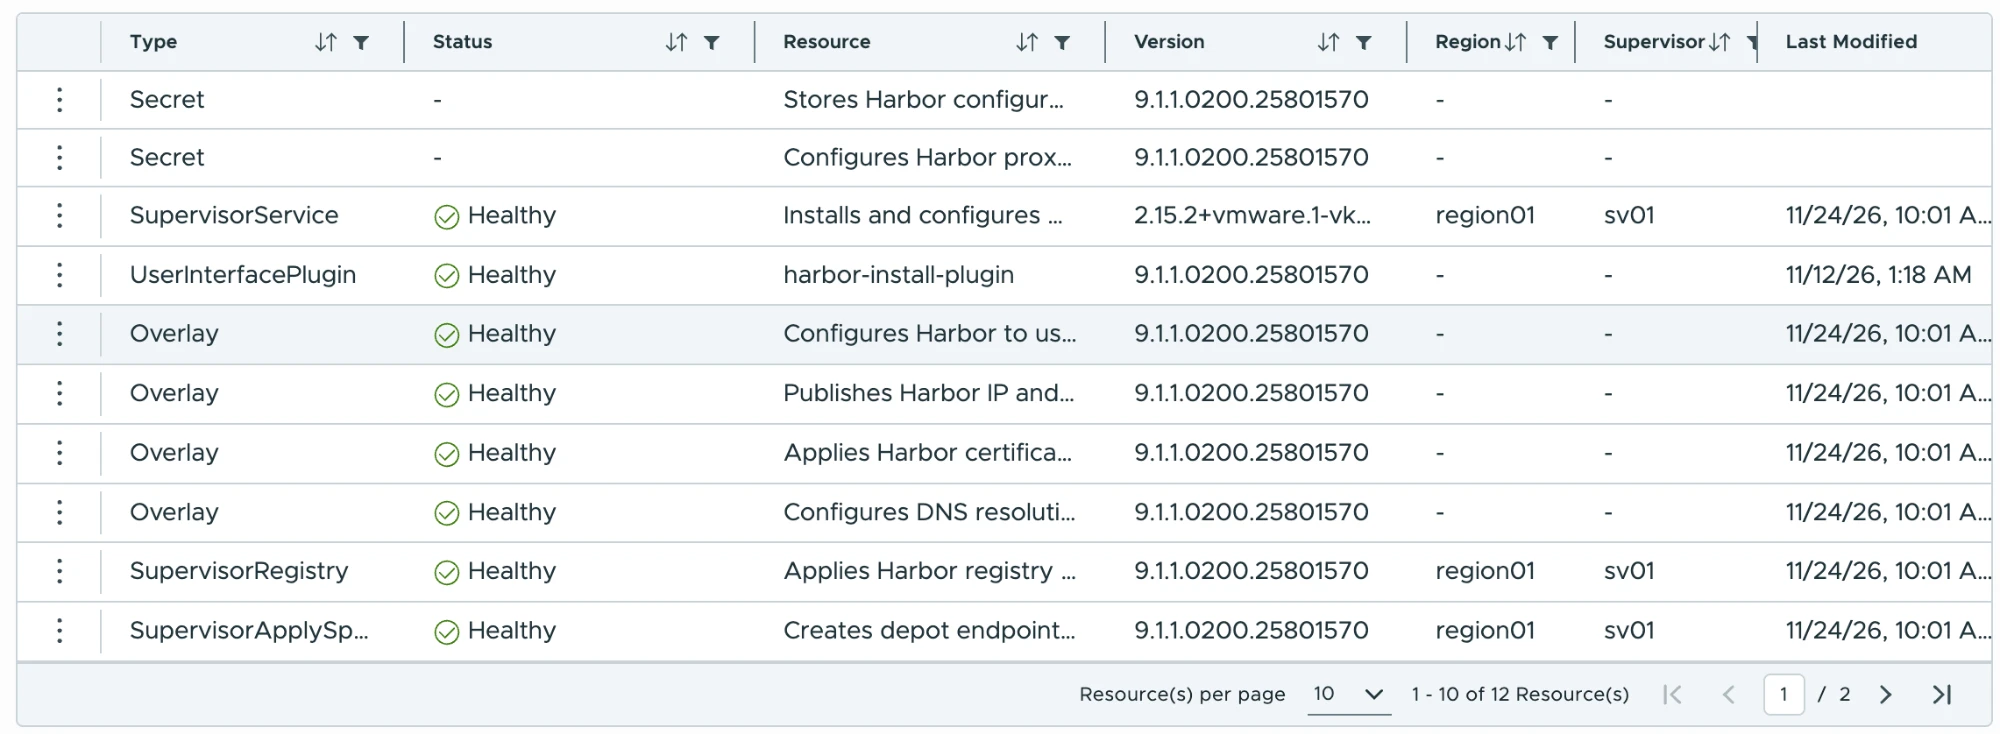 Type Status Resource Version Region Supervisor Last Modified
Secret - Stores Harbor configur... 9.1.1.0200.25801570 - -
Secret - Configures Harbor prox... 9.1.1.0200.25801570 - -
SupervisorService Healthy Installs and configures ... 2.15.2+vmware.1-vk... region01 sv01 11/24/26, 10:01 A...
UserInterfacePlugin Healthy harbor-install-plugin 9.1.1.0200.25801570 - - 11/12/26, 1:18 AM
Overlay Healthy Configures Harbor to us... 9.1.1.0200.25801570 - - 11/24/26, 10:01 A...
Overlay Healthy Publishes Harbor IP and... 9.1.1.0200.25801570 - - 11/24/26, 10:01 A...
Overlay Healthy Applies Harbor certifica... 9.1.1.0200.25801570 - - 11/24/26, 10:01 A...
Overlay Healthy Configures DNS resoluti... 9.1.1.0200.25801570 - - 11/24/26, 10:01 A...
SupervisorRegistry Healthy Applies Harbor registry ... 9.1.1.0200.25801570 region01 sv01 11/24/26, 10:01 A...
SupervisorApplySp... Healthy Creates depot endpoint... 9.1.1.0200.25801570 region01 sv01 11/24/26, 10:01 A...
Resource(s) per page 10 1 - 10 of 12 Resource(s) 1 / 2